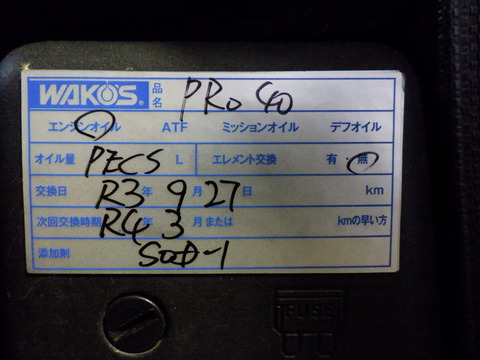 WAKO'S® 品名 PRO 40
エンジンオイル ATF ミッションオイル デフオイル
オイル量 PECS L エレメント交換 有・無
交換日 R3 年 9 月 27 日 km
次回交換時期 R4 年 3 月または kmの早い方
添加剤 SOD-1
FUSE